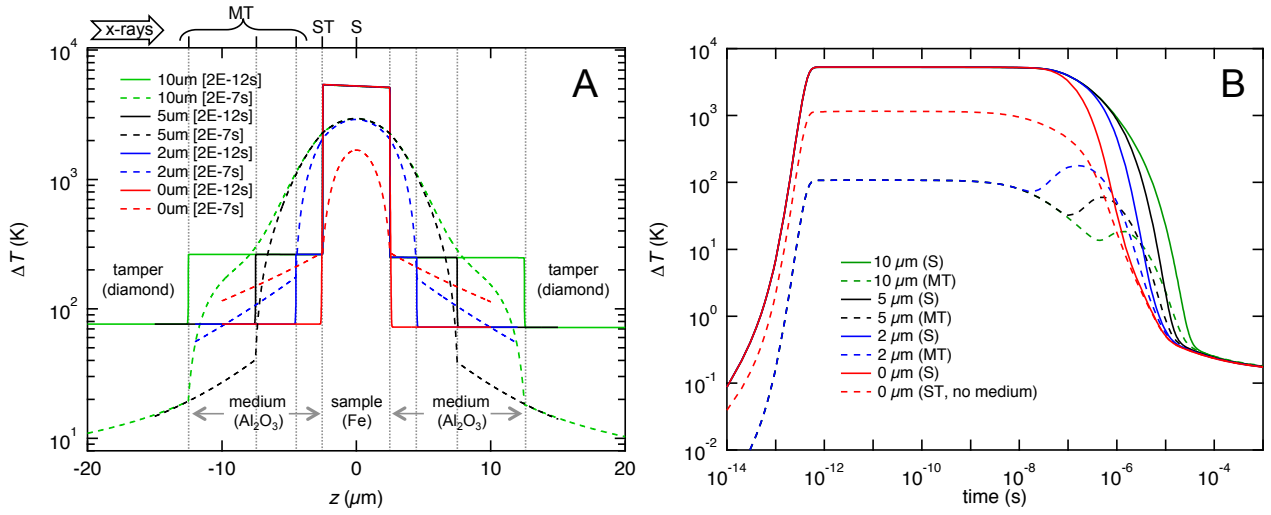 x-rays
MT
ST
S
A
10^4
10^3
10^2
10^1
Δ T (K)
10um [2E-12s]
10um [2E-7s]
5um [2E-12s]
5um [2E-7s]
2um [2E-12s]
2um [2E-7s]
0um [2E-12s]
0um [2E-7s]
tamper
(diamond)
tamper
(diamond)
medium
(Al₂O₃)
sample
(Fe)
medium
(Al₂O₃)
-20
-10
0
10
20
z (µm)
B
10^4
10^3
10^2
10^1
10^0
10^-1
10^-2
Δ T (K)
10 µm (S)
10 µm (MT)
5 µm (S)
5 µm (MT)
2 µm (S)
2 µm (MT)
0 µm (S)
0 µm (ST, no medium)
10^-14
10^-12
10^-10
10^-8
10^-6
10^-4
time (s)